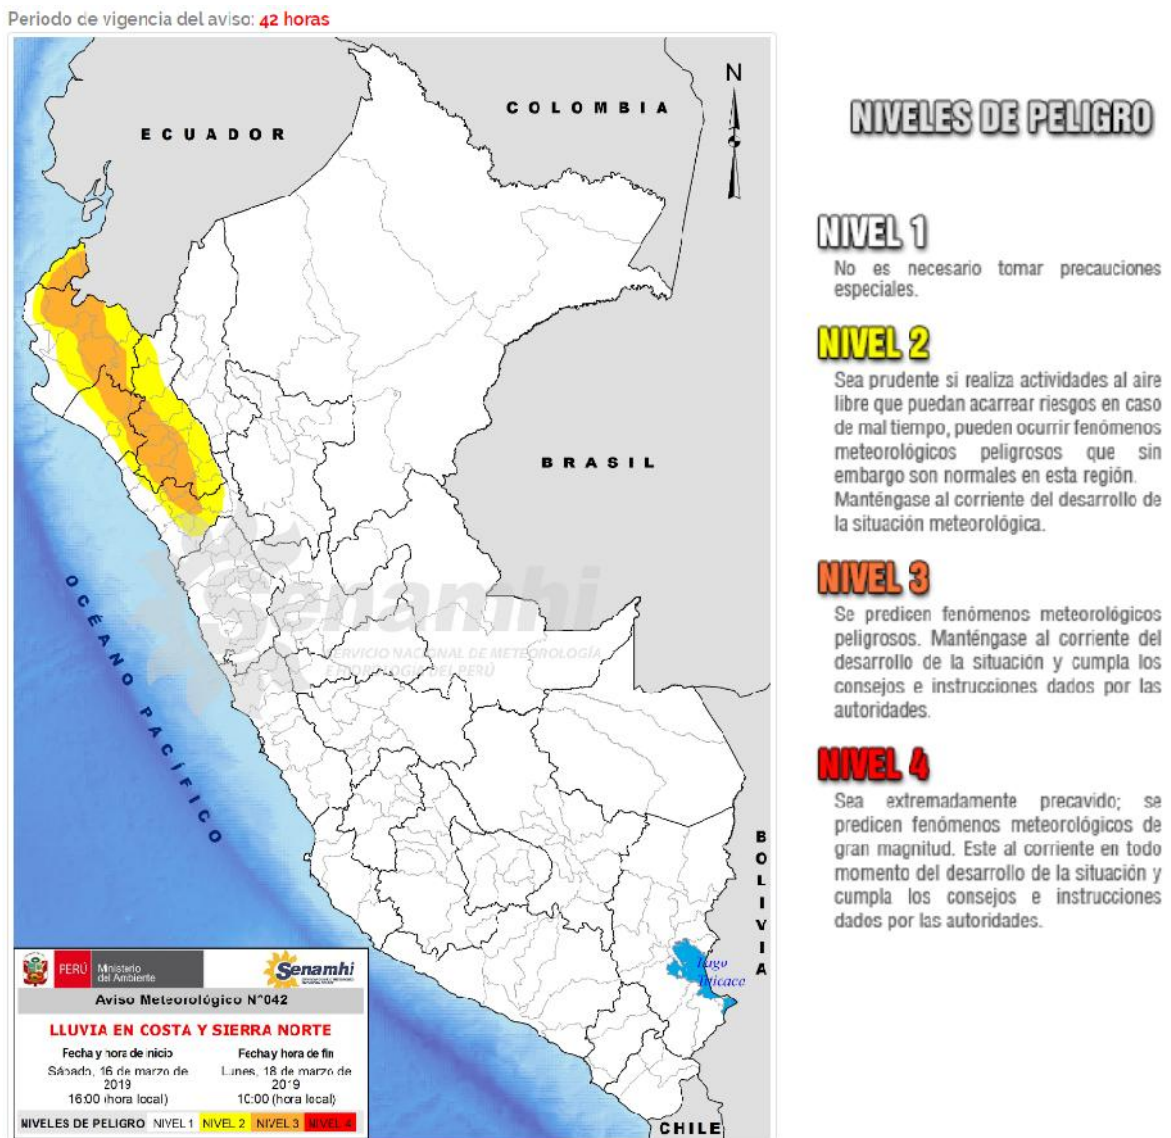 Periodo de vigencia del aviso: 42 horas
N
COLOMBIA
ECUADOR
BRASIL
OCÉANO PACÍFICO
BOLIVIA
CHILE
Lago
Titicaca
Senamhi
SERVICIO NACIONAL DE METEOROLOGÍA
E HIDROLOGÍA DEL PERÚ
PERÚ
Ministerio
del Ambiente
Senamhi
Aviso Meteorológico N°042
LLUVIA EN COSTA Y SIERRA NORTE
Fecha y hora de inicio
Sábado, 16 de marzo de
2019
16:00 (hora local)
Fecha y hora de fin
Lunes, 18 de marzo de
2019
10:00 (hora local)
NIVELES DE PELIGRO NIVEL 1 NIVEL 2 NIVEL 3 NIVEL 4
NIVELES DE PELIGRO
NIVEL 1
No es necesario tomar precauciones
especiales.
NIVEL 2
Sea prudente si realiza actividades al aire
libre que puedan acarrear riesgos en caso
de mal tiempo, pueden ocurrir fenómenos
meteorológicos peligrosos que sin
embargo son normales en esta región.
Manténgase al corriente del desarrollo de
la situación meteorológica.
NIVEL 3
Se predicen fenómenos meteorológicos
peligrosos. Manténgase al corriente del
desarrollo de la situación y cumpla los
consejos e instrucciones dados por las
autoridades.
NIVEL 4
Sea extremadamente precavido; se
predicen fenómenos meteorológicos de
gran magnitud. Este al corriente en todo
momento del desarrollo de la situación y
cumpla los consejos e instrucciones
dados por las autoridades.